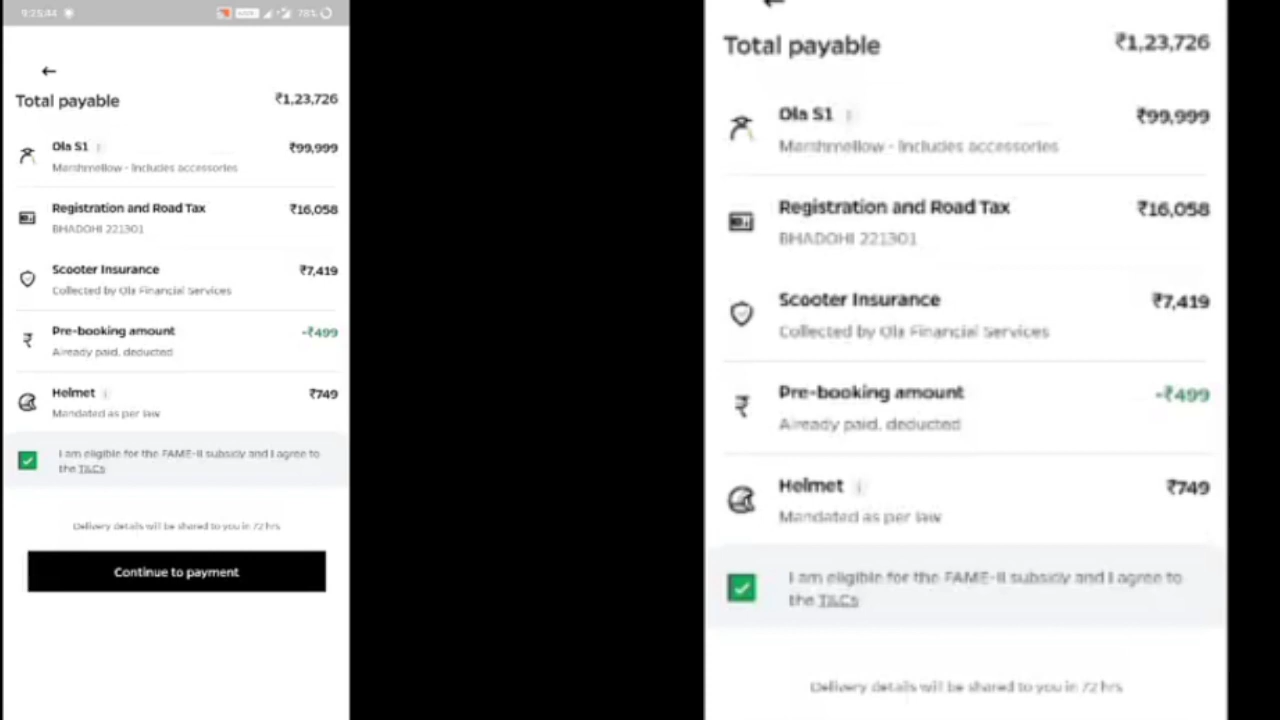 9:25:44
78%
Total payable ₹1,23,726
Ola S1 ₹99,999
Marshmellow - Includes accessories
Registration and Road Tax ₹16,058
BHADOHI 221301
Scooter Insurance ₹7,419
Collected by Ola Financial Services
Pre-booking amount -₹499
Already paid, deducted
Helmet ₹749
Mandated as per law
I am eligible for the FAME-II subsidy and I agree to
the T&Cs
Delivery details will be shared to you in 72 hrs
Continue to payment
Total payable ₹1,23,726
Ola S1 ₹99,999
Marshmellow - Includes accessories
Registration and Road Tax ₹16,058
BHADOHI 221301
Scooter Insurance ₹7,419
Collected by Ola Financial Services
Pre-booking amount -₹499
Already paid, deducted
Helmet ₹749
Mandated as per law
I am eligible for the FAME-II subsidy and I agree to
the T&Cs
Delivery details will be shared to you in 72 hrs